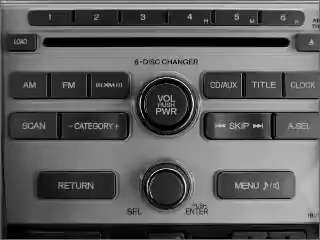 1 2 3 4 5 6
LOAD
6-DISC CHANGER
AM FM CD/AUX TITLE CLOCK
VOL
PUSH
PWR
SCAN -CATEGORY+ ⏮ SKIP ⏭ A.SEL
RETURN MENU
SEL PUSH
ENTER